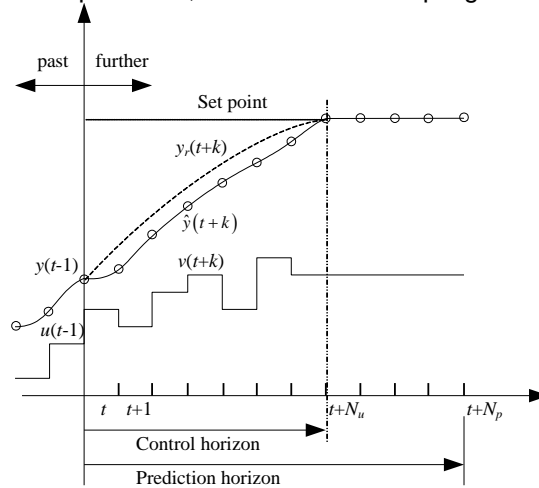 past further
Set point
y_r(t+k)
ŷ(t+k)
y(t-1)
v(t+k)
u(t-1)
t t+1 t+N_u t+N_p
Control horizon
Prediction horizon